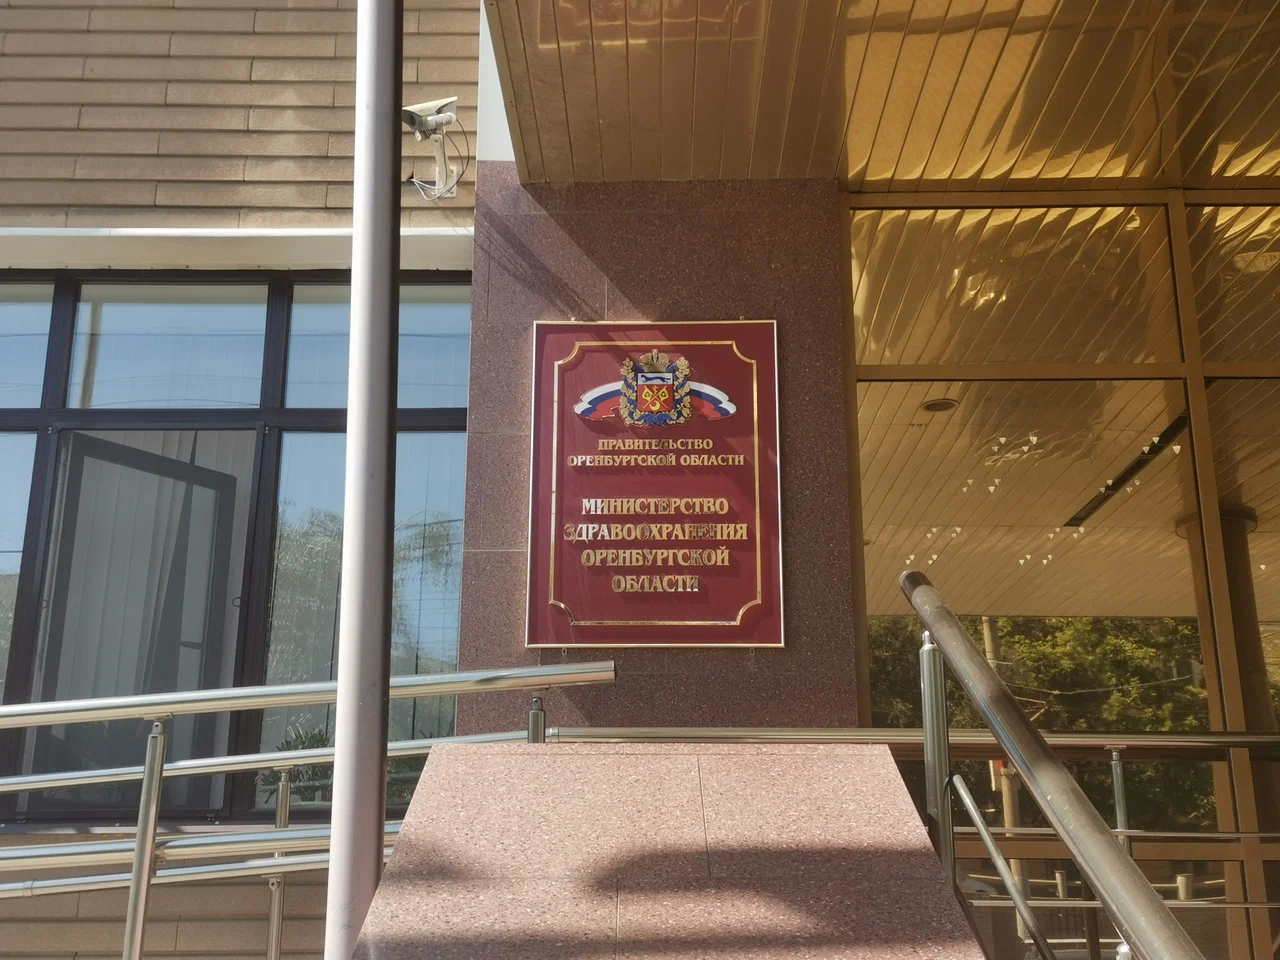 ПРАВИТЕЛЬСТВО
ОРЕНБУРГСКОЙ ОБЛАСТИ
МИНИСТЕРСТВО
ЗДРАВООХРАНЕНИЯ
ОРЕНБУРГСКОЙ
ОБЛАСТИ